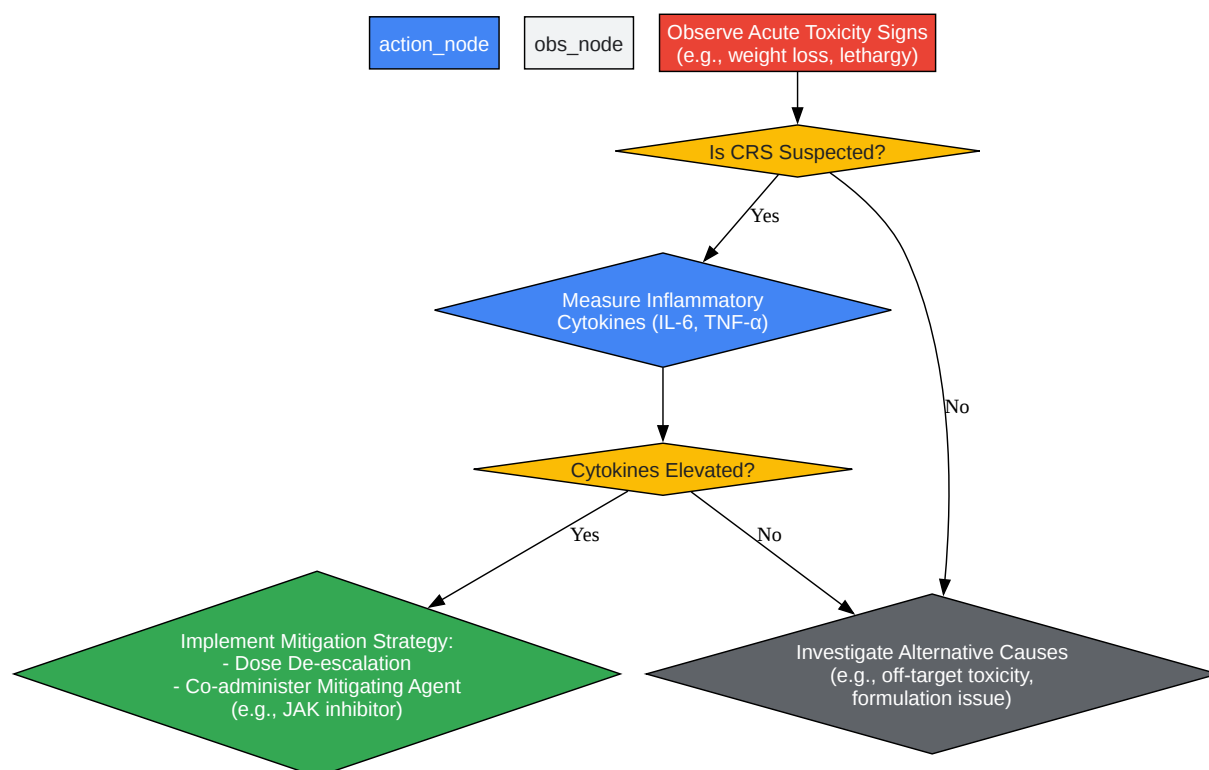 action_node
obs_node
Observe Acute Toxicity Signs
(e.g., weight loss, lethargy)
Is CRS Suspected?
Yes
Measure Inflammatory
Cytokines (IL-6, TNF-α)
No
Cytokines Elevated?
Yes
No
Implement Mitigation Strategy:
- Dose De-escalation
- Co-administer Mitigating Agent
(e.g., JAK inhibitor)
Investigate Alternative Causes
(e.g., off-target toxicity,
formulation issue)